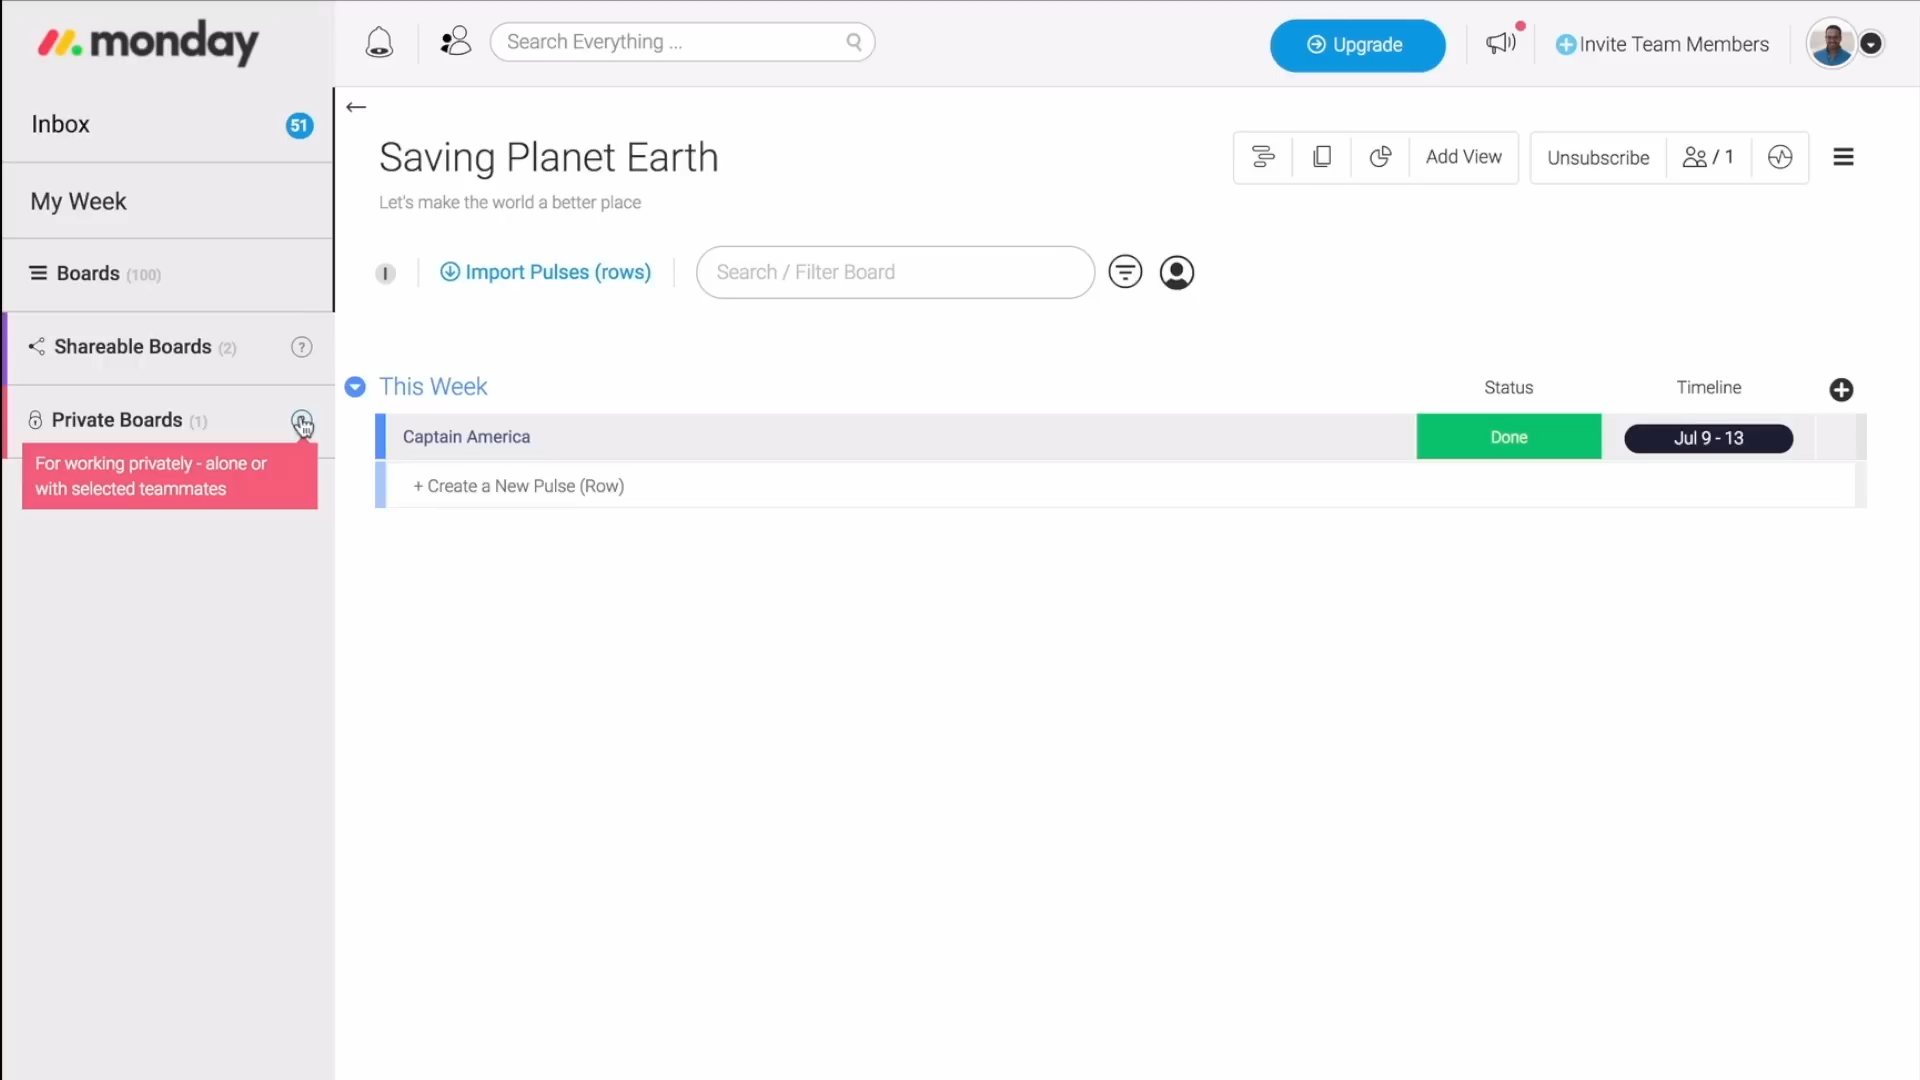 monday
Search Everything ...
Upgrade
Invite Team Members
Inbox
51
My Week
Boards (100)
Shareable Boards (2)
?
Private Boards (1)
For working privately - alone or
with selected teammates
Saving Planet Earth
Let's make the world a better place
Add View
Unsubscribe
/ 1
Import Pulses (rows)
Search / Filter Board
This Week
Status
Timeline
Captain America
Done
Jul 9 - 13
+ Create a New Pulse (Row)